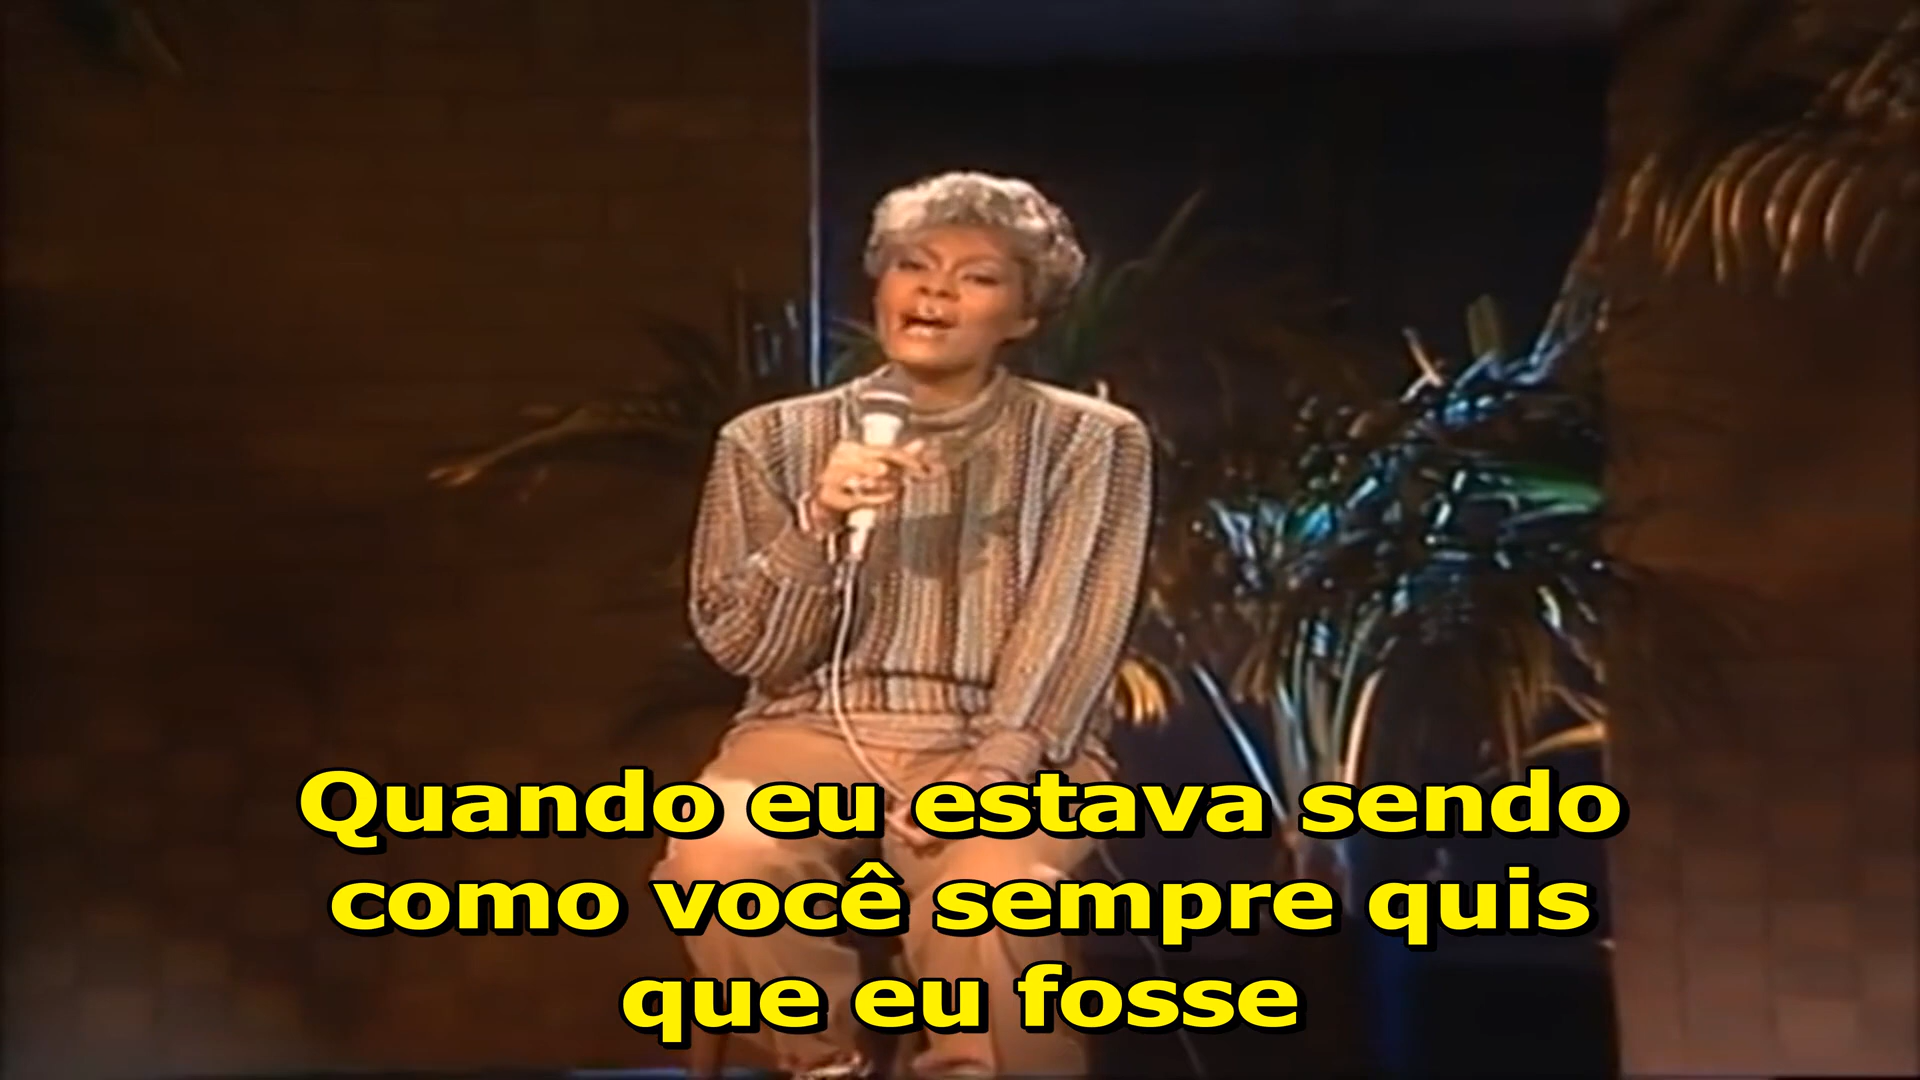 Quando eu estava sendo
como você sempre quis
que eu fosse